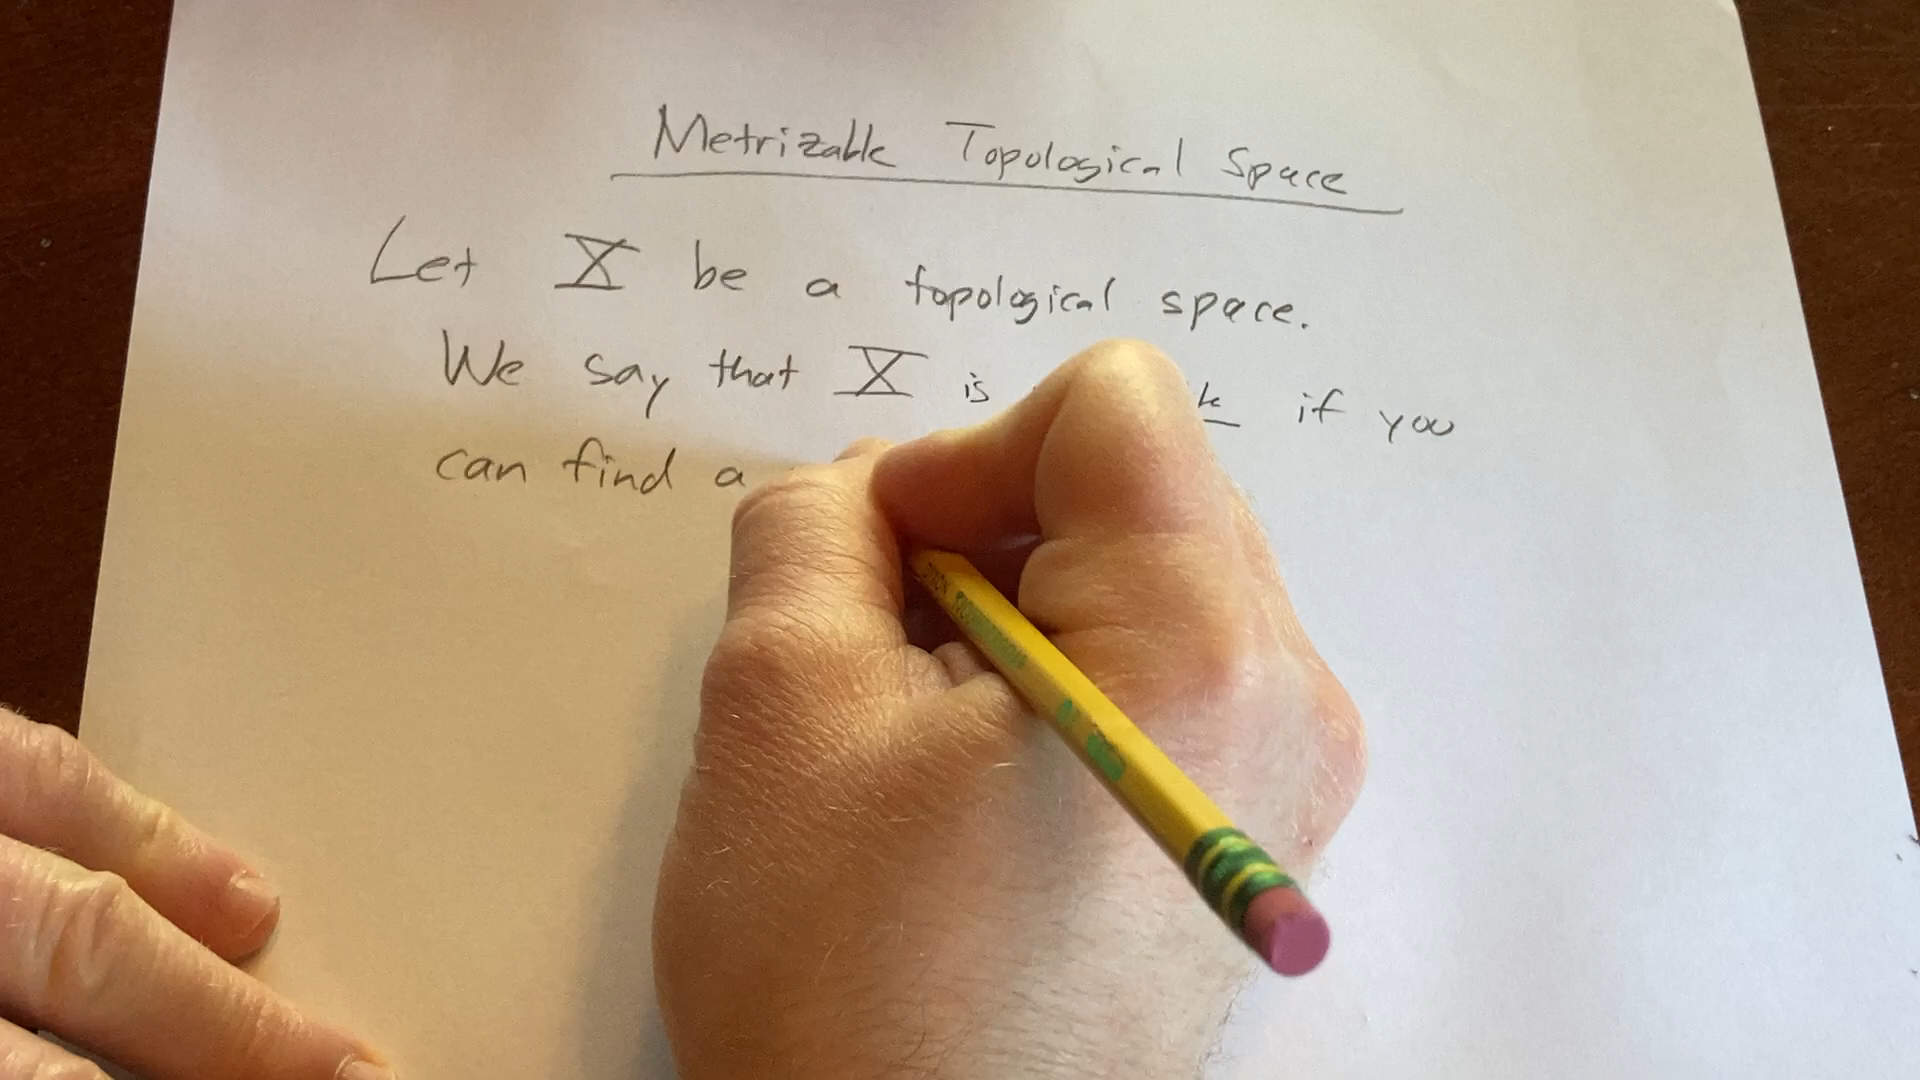 Metrizable Topological Space
Let X be a topological space.
We say that X is if you
can find a